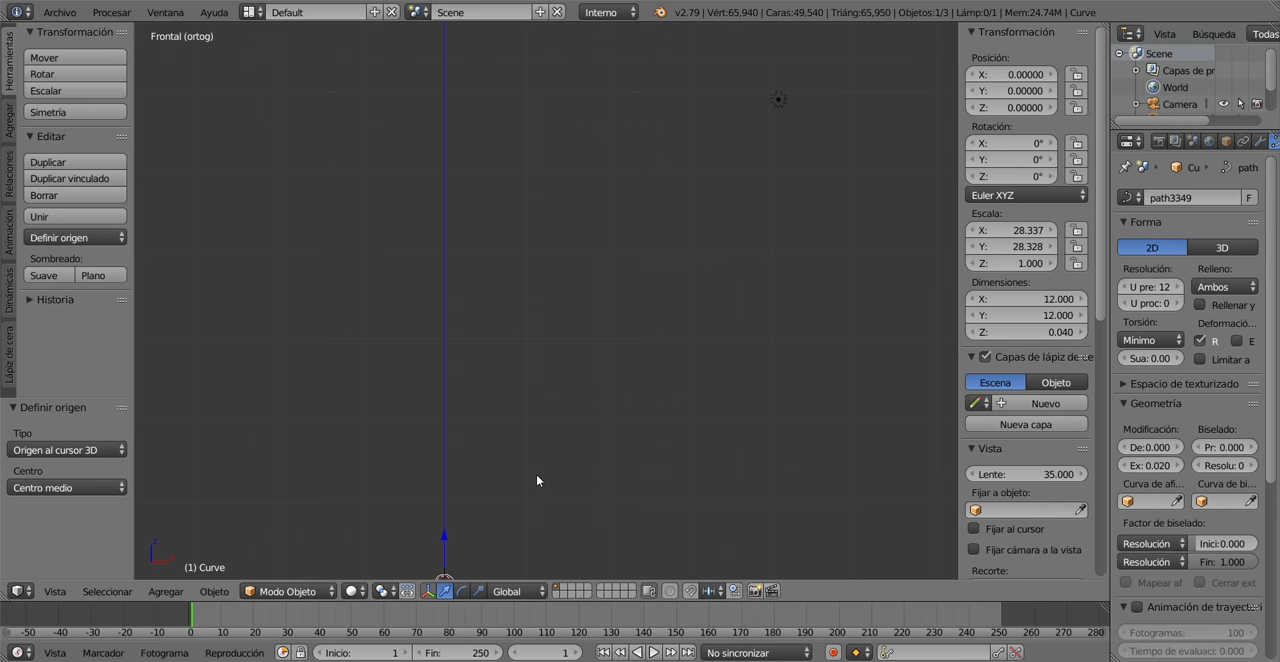 Archivo Procesar Ventana Ayuda Default Scene Interno v2.79 | Vért:65,940 | Caras:49,540 | Triáng:65,950 | Objetos:1/3 | Lámp:0/1 | Mem:24.74M | Curve
Herramientas
Agregar
Relaciones
Animación
Dinámicas
Lápiz de cera
Transformación
Mover
Rotar
Escalar
Simetría
Editar
Duplicar
Duplicar vinculado
Borrar
Unir
Definir origen
Sombreado:
Suave Plano
Historia
Definir origen
Tipo
Origen al cursor 3D
Centro
Centro medio
Frontal (ortog)
z
(1) Curve
Transformación
Posición:
X: 0.00000
Y: 0.00000
Z: 0.00000
Rotación:
X: 0°
Y: 0°
Z: 0°
Euler XYZ
Escala:
X: 28.337
Y: 28.328
Z: 1.000
Dimensiones:
X: 12.000
Y: 12.000
Z: 0.040
Capas de lápiz de
Escena Objeto
Nuevo
Nueva capa
Vista
Lente: 35.000
Fijar a objeto:
Fijar al cursor
Fijar cámara a la vista
Recorte:
Vista Búsqueda Todas
Scene
Capas de pr
World
Camera
Cu path
path3349 F
Forma
2D 3D
Resolución: Relleno:
U pre: 12 Ambos
U proc: 0 Rellenar y
Torsión: Deformació...
Mínimo R E
Sua: 0.00 Limitar a
Espacio de texturizado
Geometría
Modificación: Biselado:
De:0.000 Pr: 0.000
Ex: 0.020 Resolu: 0
Curva de afi... Curva de bi...
Factor de biselado:
Resolución Inici:0.000
Resolución Fin: 1.000
Mapear af Cerrar ext
Animación de trayect
Fotogramas: 100
Tiempo de evaluaci: 0.000
Vista Seleccionar Agregar Objeto Modo Objeto Global
-50 -40 -30 -20 -10 0 10 20 30 40 50 60 70 80 90 100 110 120 130 140 150 160 170 180 190 200 210 220 230 240 250 260 270 280
Vista Marcador Fotograma Reproducción Inicio: 1 Fin: 250 1 No sincronizar